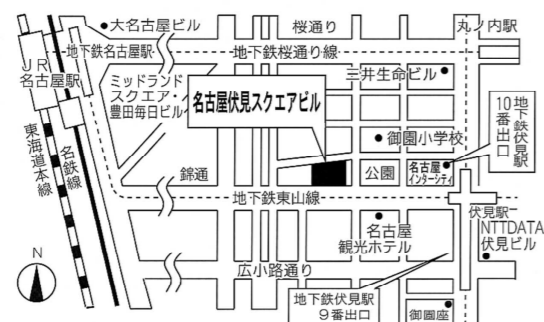 大名古屋ビル
桜通り
丸ノ内駅
地下鉄名古屋駅
地下鉄桜通り線
JR
名古屋駅
ミッドランド
スクエア・
豊田毎日ビル
三井生命ビル
名古屋伏見スクエアビル
地下鉄伏見駅
10番出口
御園小学校
東海道本線
名鉄線
錦通
公園
名古屋
インターシティ
地下鉄東山線
伏見駅
名古屋
観光ホテル
NTTDATA
伏見ビル
N
広小路通り
地下鉄伏見駅
9番出口
御園座